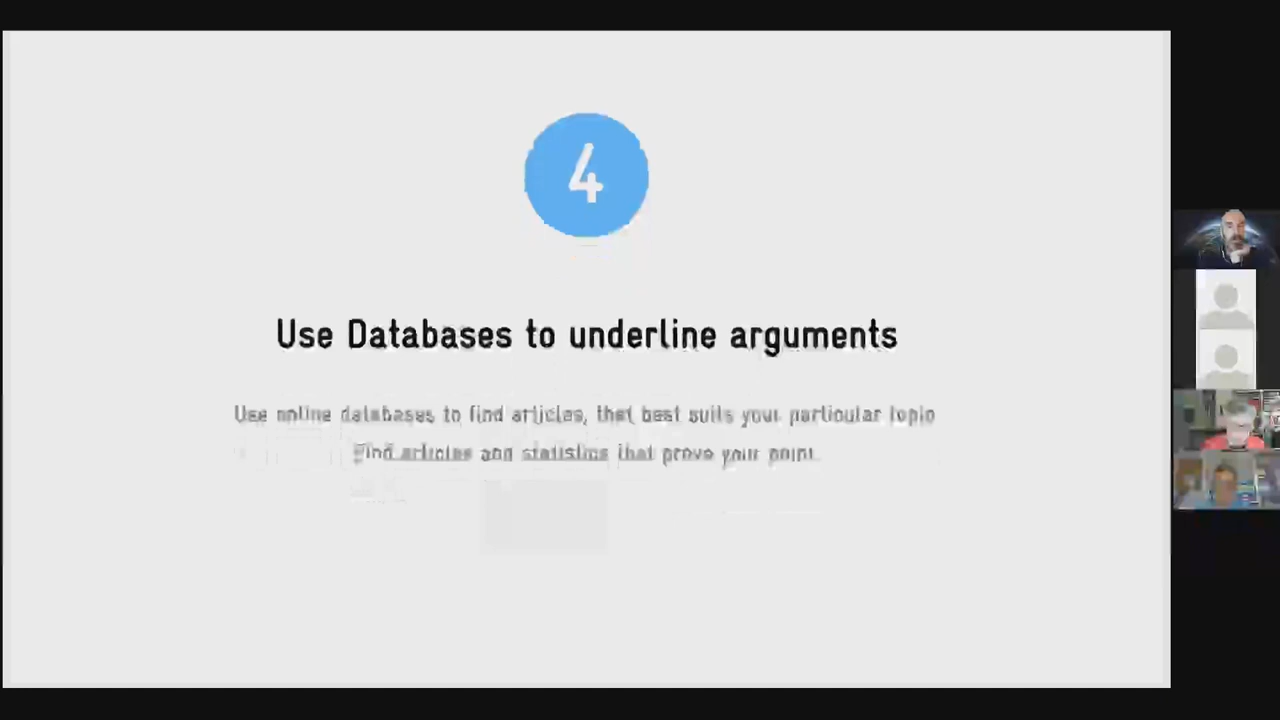 4
Use Databases to underline arguments
Use online databases to find articles, that best suits your particular topic
Find articles and statistics that prove your point.